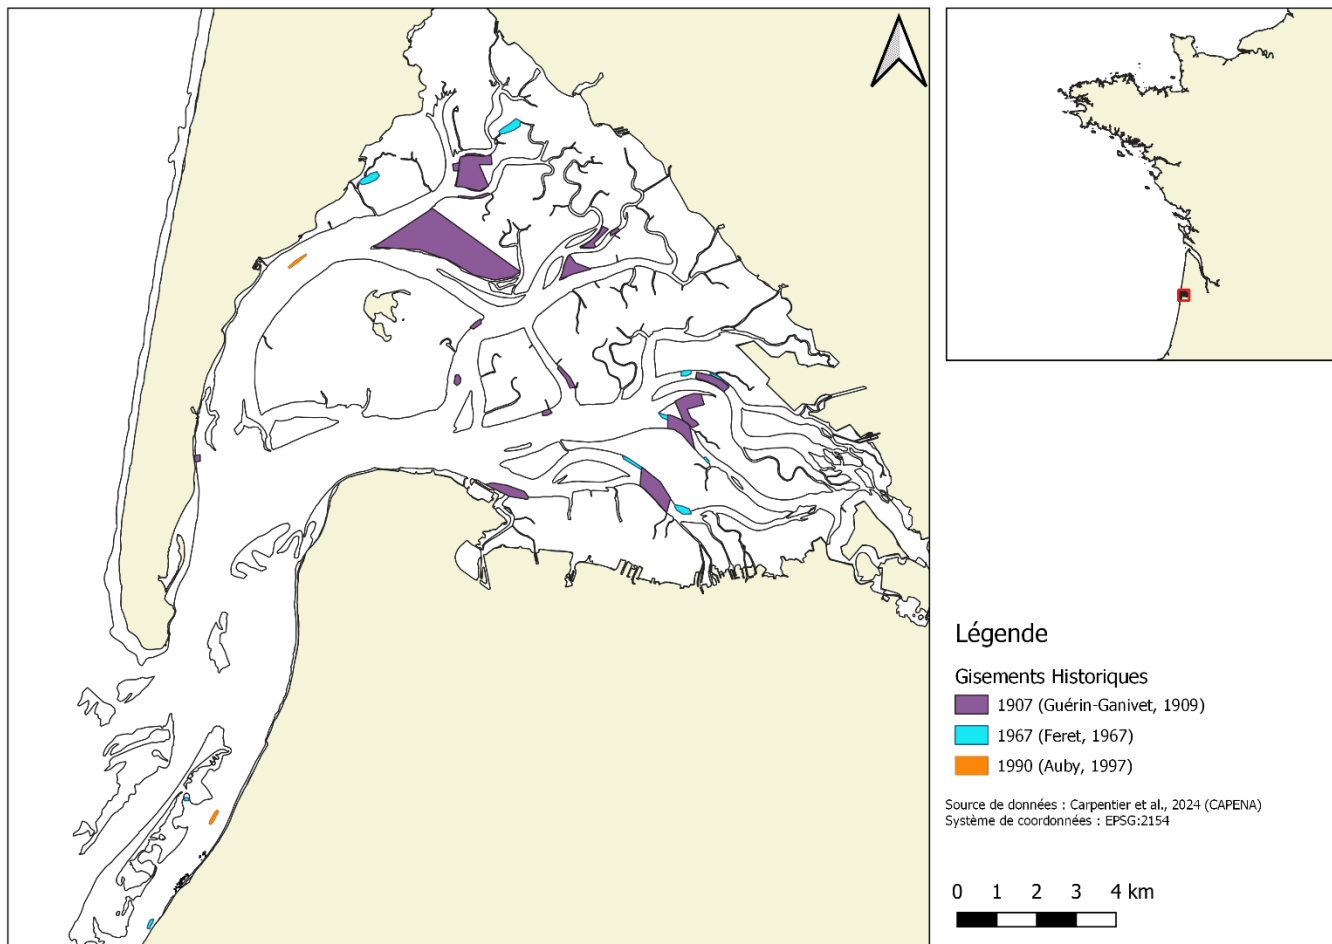 Légende
Gisements Historiques
1907 (Guérin-Ganivet, 1909)
1967 (Feret, 1967)
1990 (Auby, 1997)
Source de données : Carpentier et al., 2024 (CAPENA)
Système de coordonnées : EPSG:2154
0 1 2 3 4 km